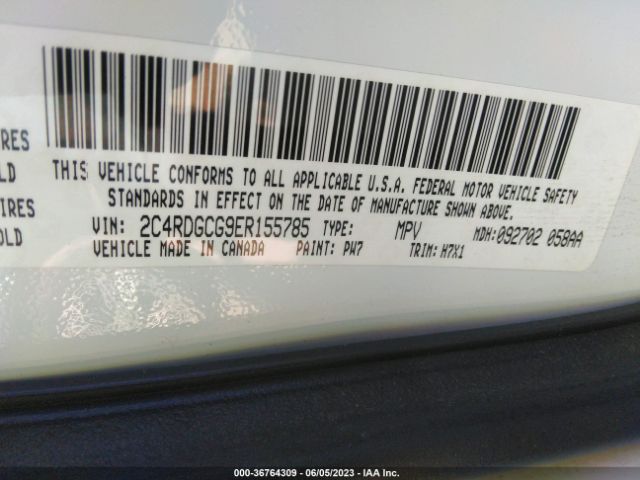 IRES
LD
THIS VEHICLE CONFORMS TO ALL APPLICABLE U.S.A. FEDERAL MOTOR VEHICLE SAFETY
IRES
STANDARDS IN EFFECT ON THE DATE OF MANUFACTURE SHOWN ABOVE.
OLD
VIN: 2C4RDGCG9ER155785 TYPE: MPV MDH:092702 058AA
VEHICLE MADE IN CANADA PAINT: PW7 TRIM: H7X1
000-36764309 | 06/05/2023 | IAA Inc.